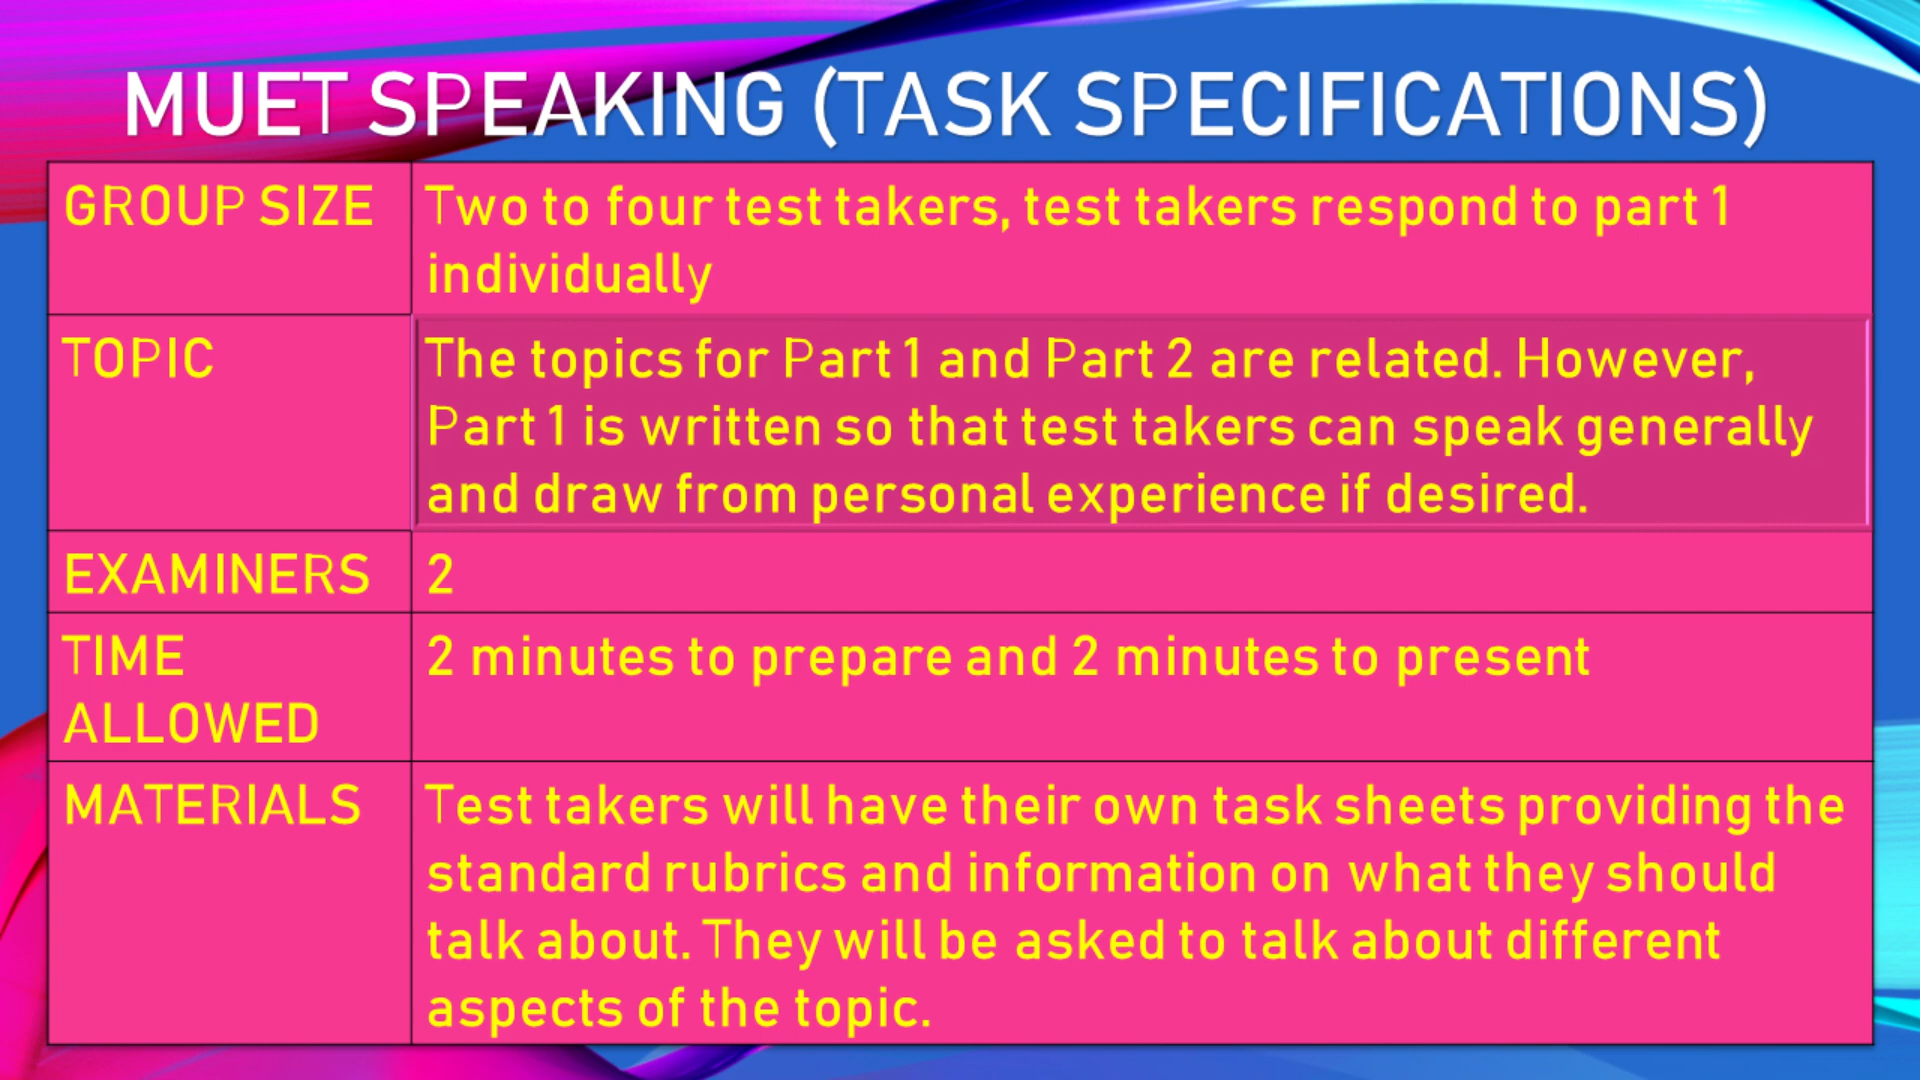 MUET SPEAKING (TASK SPECIFICATIONS)
GROUP SIZE
Two to four test takers, test takers respond to part 1
individually
TOPIC
The topics for Part 1 and Part 2 are related. However,
Part 1 is written so that test takers can speak generally
and draw from personal experience if desired.
EXAMINERS
2
TIME
ALLOWED
2 minutes to prepare and 2 minutes to present
MATERIALS
Test takers will have their own task sheets providing the
standard rubrics and information on what they should
talk about. They will be asked to talk about different
aspects of the topic.